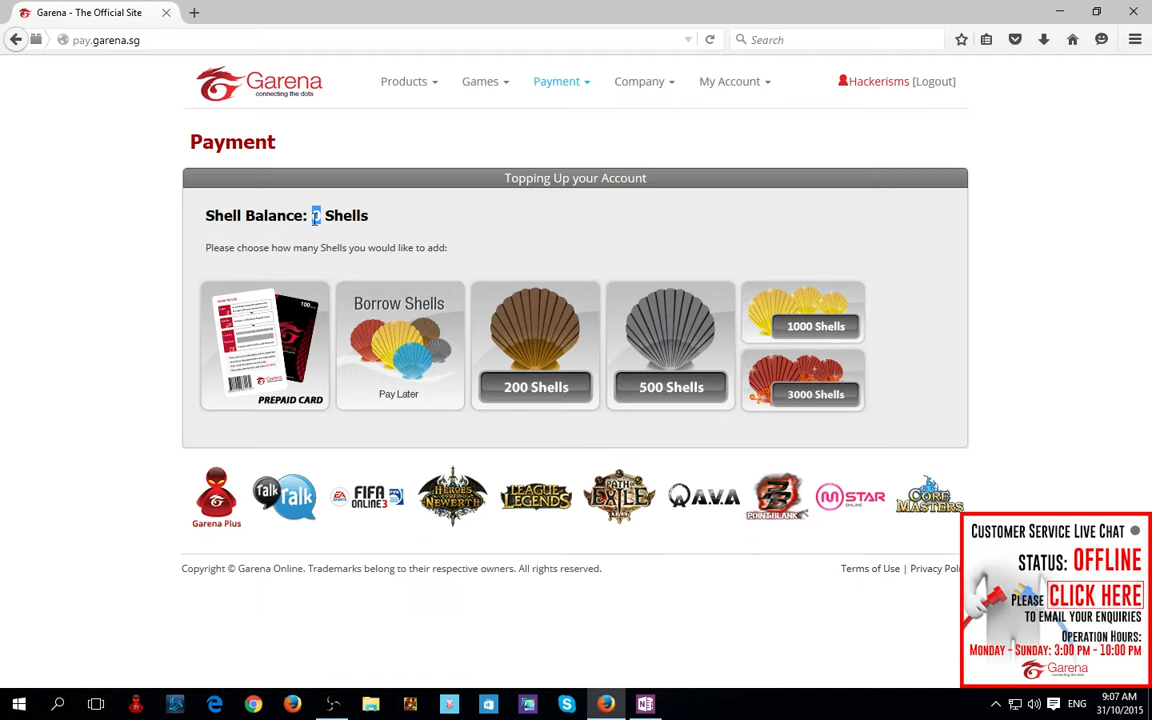 Garena - The Official Site
pay.garena.sg
Search
Garena
connecting the dots
Products
Games
Payment
Company
My Account
Hackerisms [Logout]
Payment
Topping Up your Account
Shell Balance: 0 Shells
Please choose how many Shells you would like to add:
PREPAID CARD
Borrow Shells
Pay Later
200 Shells
500 Shells
1000 Shells
3000 Shells
Garena Plus
Talk Talk
EA SPORTS FIFA ONLINE 3
HEROES OF NEWERTH
LEAGUE OF LEGENDS
PATH OF EXILE
AVA
POINT BLANK
MSTAR
ONLINE
CORE MASTERS
Copyright © Garena Online. Trademarks belong to their respective owners. All rights reserved.
Terms of Use | Privacy Poli
CUSTOMER SERVICE LIVE CHAT
STATUS: OFFLINE
PLEASE CLICK HERE
TO EMAIL YOUR ENQUIRIES
OPERATION HOURS:
MONDAY - SUNDAY: 3:00 PM - 10:00 PM
Garena
ENG
9:07 AM
31/10/2015